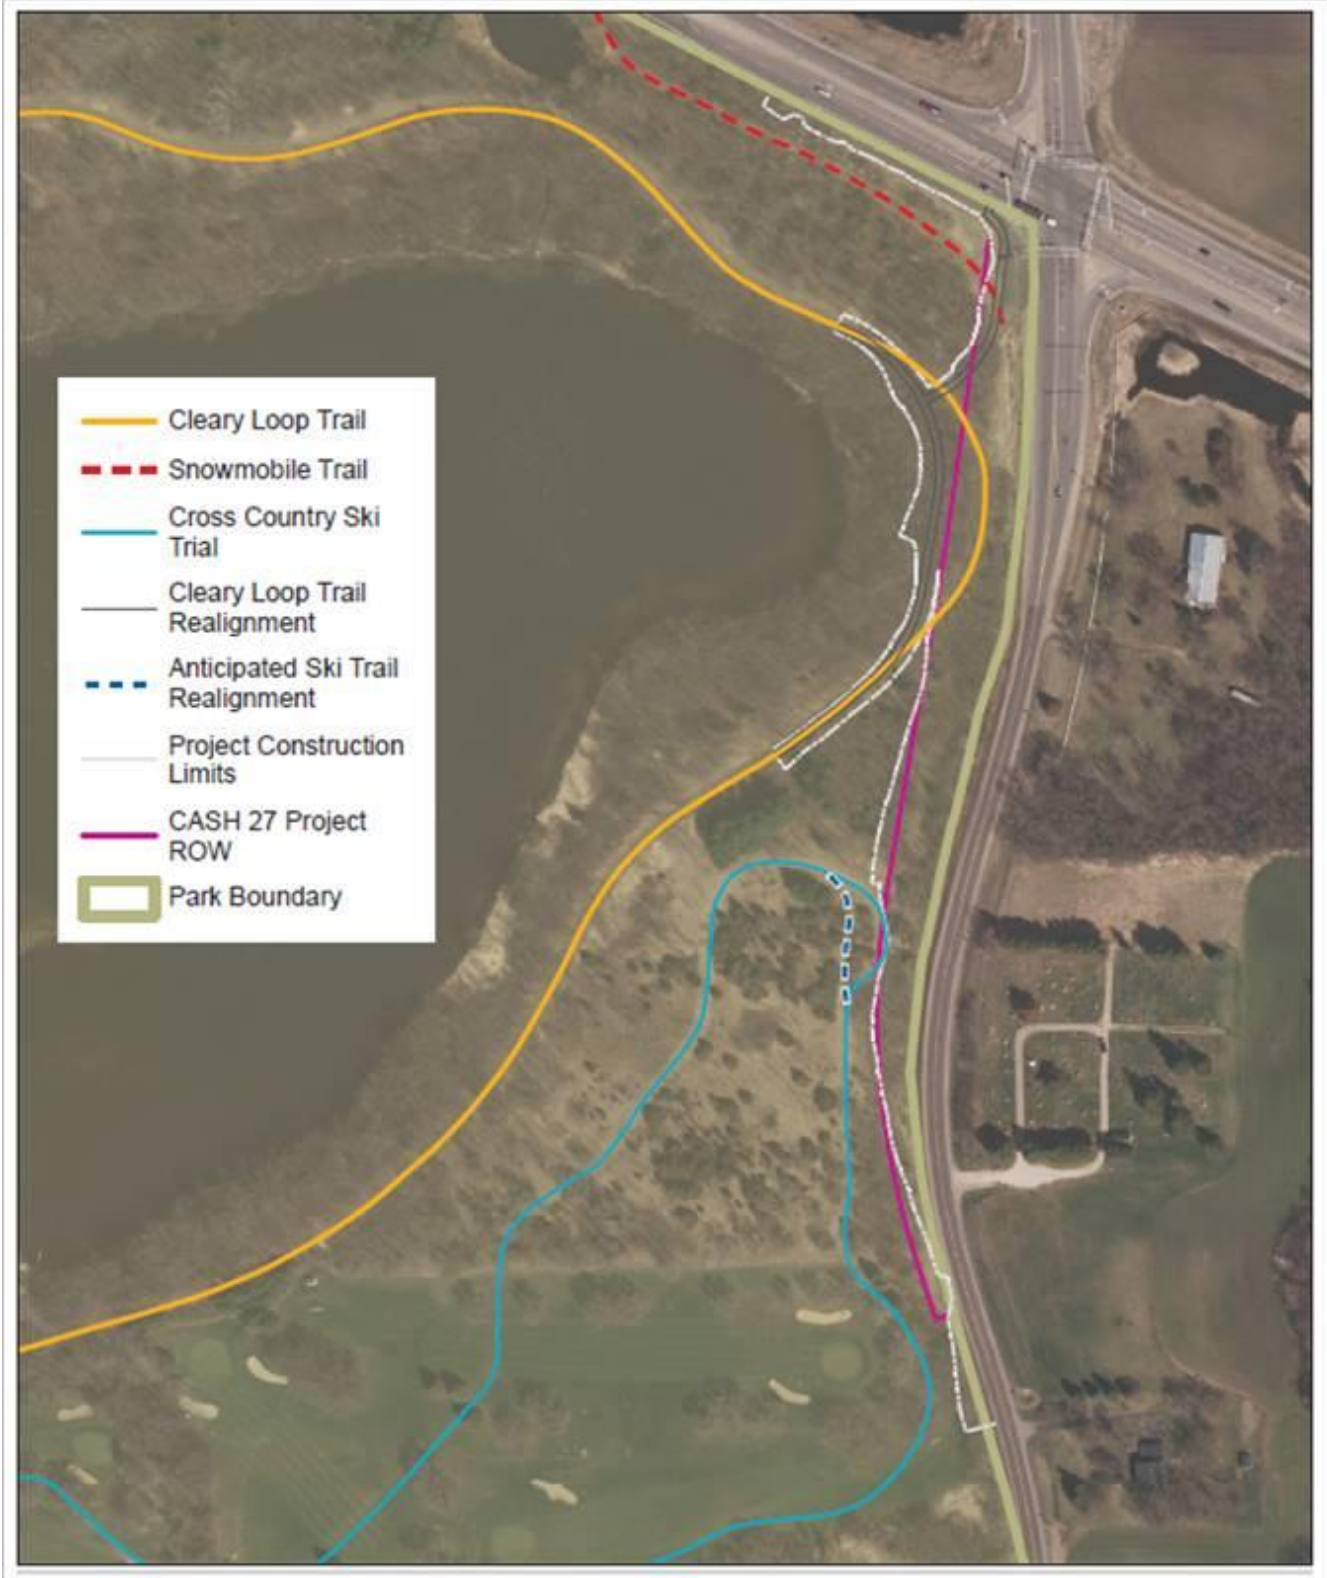 Cleary Loop Trail
Snowmobile Trail
Cross Country Ski
Trial
Cleary Loop Trail
Realignment
Anticipated Ski Trail
Realignment
Project Construction
Limits
CASH 27 Project
ROW
Park Boundary